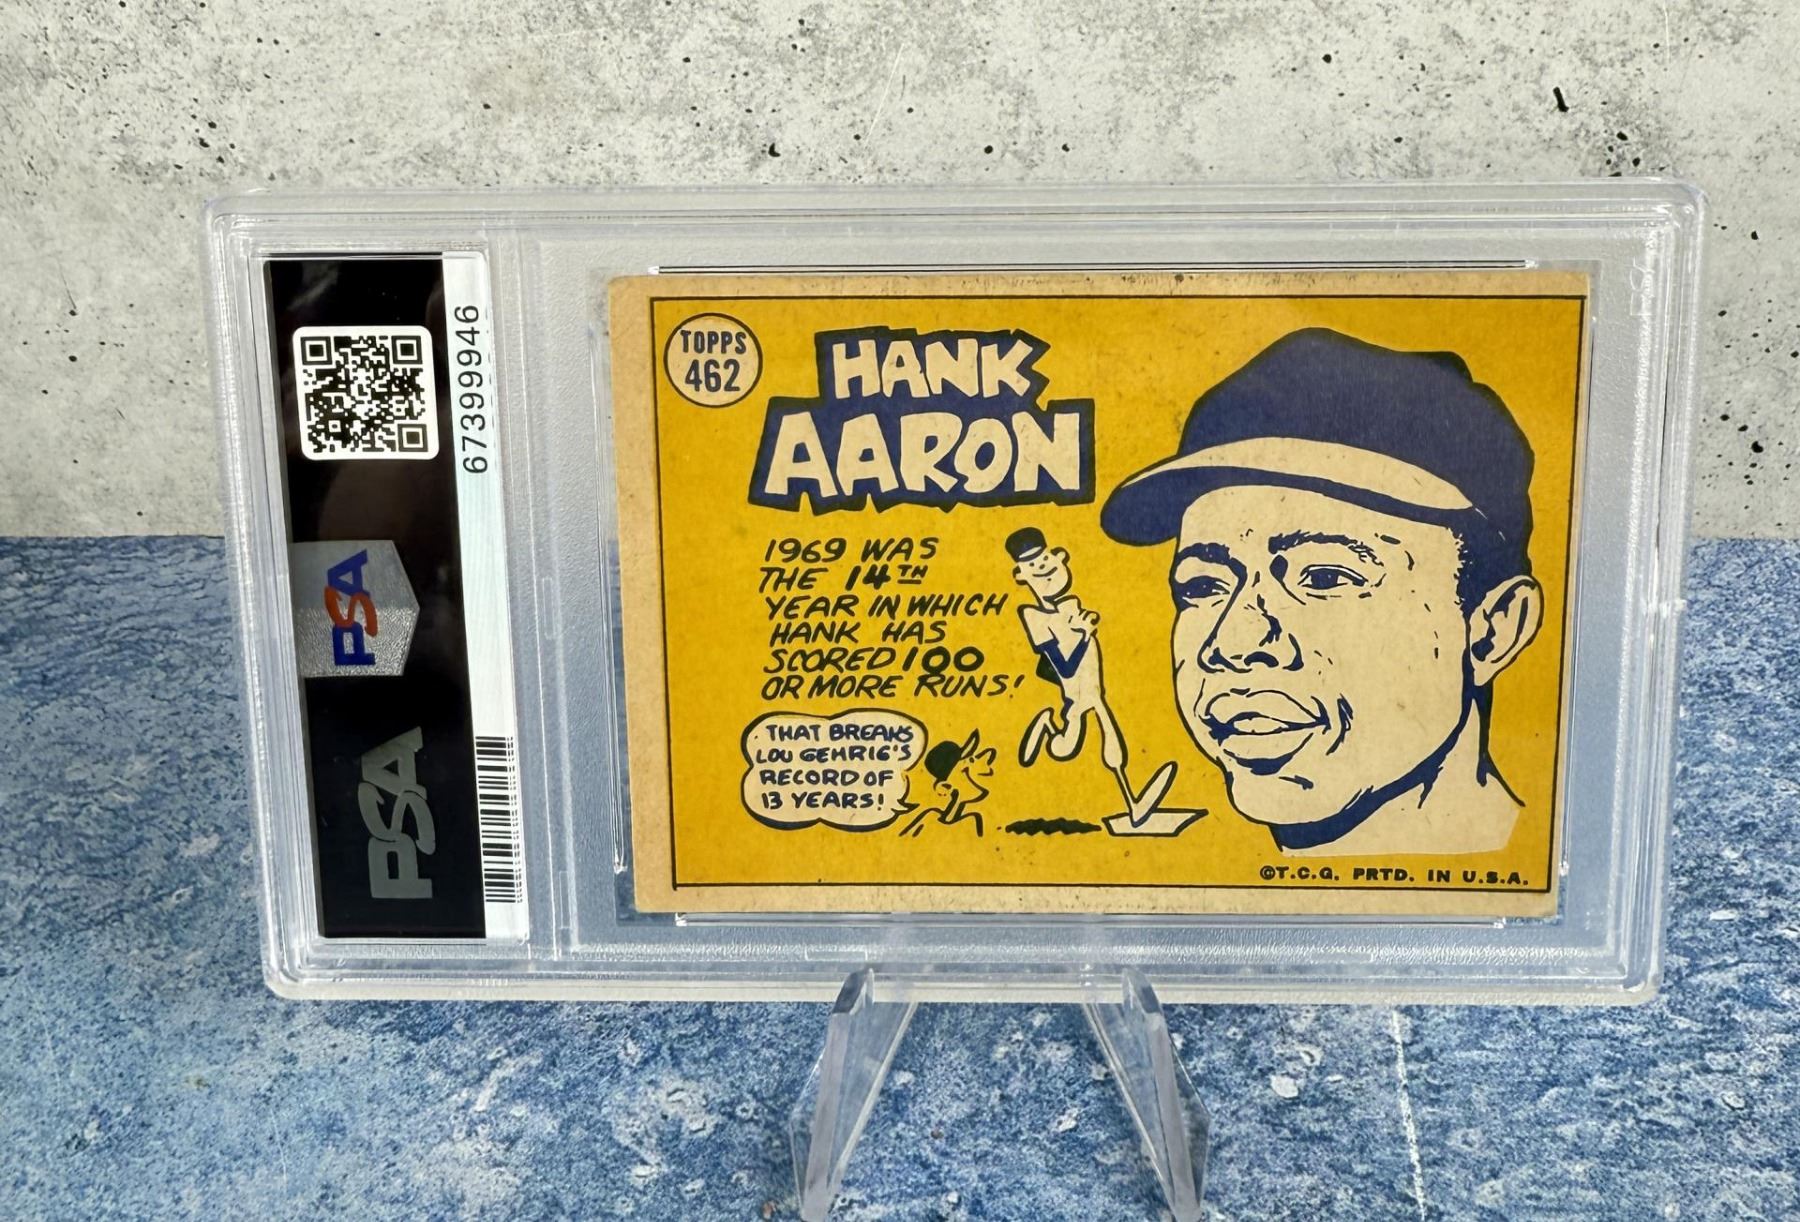 67399946
PSA
PSA
TOPPS
462
HANK
AARON
1969 WAS
THE 14TH
YEAR IN WHICH
HANK HAS
SCORED 100
OR MORE RUNS!
THAT BREAKS
LOU GEHRIG'S
RECORD OF
13 YEARS!
©T.C.G. PRTD. IN U.S.A.